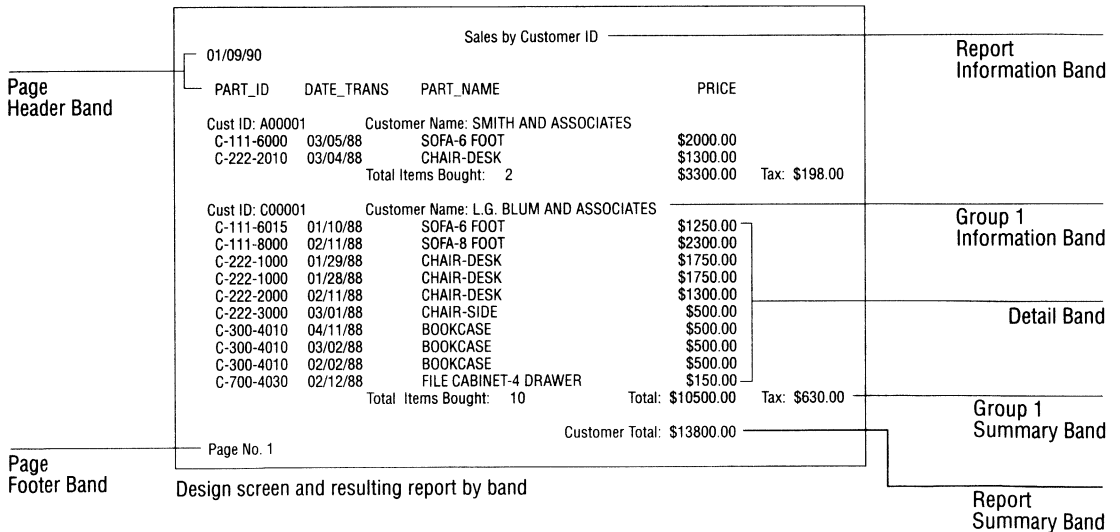 Sales by Customer ID
Report
Information Band
01/09/90
Page
Header Band
PART_ID DATE_TRANS PART_NAME PRICE
Cust ID: A00001 Customer Name: SMITH AND ASSOCIATES
C-111-6000 03/05/88 SOFA-6 FOOT $2000.00
C-222-2010 03/04/88 CHAIR-DESK $1300.00
Total Items Bought: 2 $3300.00 Tax: $198.00
Cust ID: C00001 Customer Name: L.G. BLUM AND ASSOCIATES
Group 1
Information Band
C-111-6015 01/10/88 SOFA-6 FOOT $1250.00
C-111-8000 02/11/88 SOFA-8 FOOT $2300.00
C-222-1000 01/29/88 CHAIR-DESK $1750.00
C-222-1000 01/28/88 CHAIR-DESK $1750.00
C-222-2000 02/11/88 CHAIR-DESK $1300.00
C-222-3000 03/01/88 CHAIR-SIDE $500.00
Detail Band
C-300-4010 04/11/88 BOOKCASE $500.00
C-300-4010 03/02/88 BOOKCASE $500.00
C-300-4010 02/02/88 BOOKCASE $500.00
C-700-4030 02/12/88 FILE CABINET-4 DRAWER $150.00
Total Items Bought: 10 Total: $10500.00 Tax: $630.00
Group 1
Summary Band
Customer Total: $13800.00
Page No. 1
Page
Footer Band
Design screen and resulting report by band
Report
Summary Band